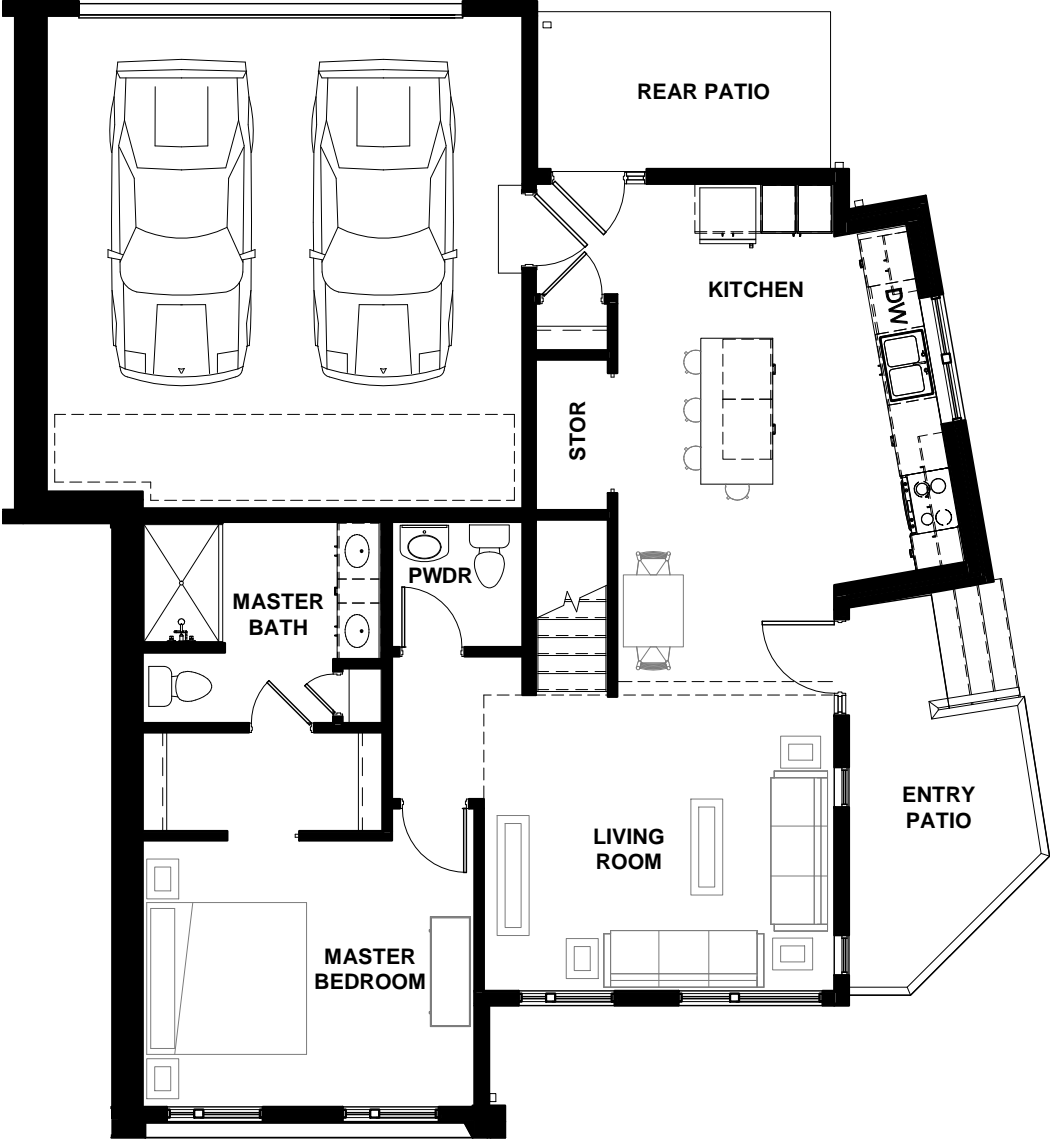 REAR PATIO
KITCHEN
DW
STOR
PWDR
MASTER
BATH
ENTRY
PATIO
LIVING
ROOM
MASTER
BEDROOM